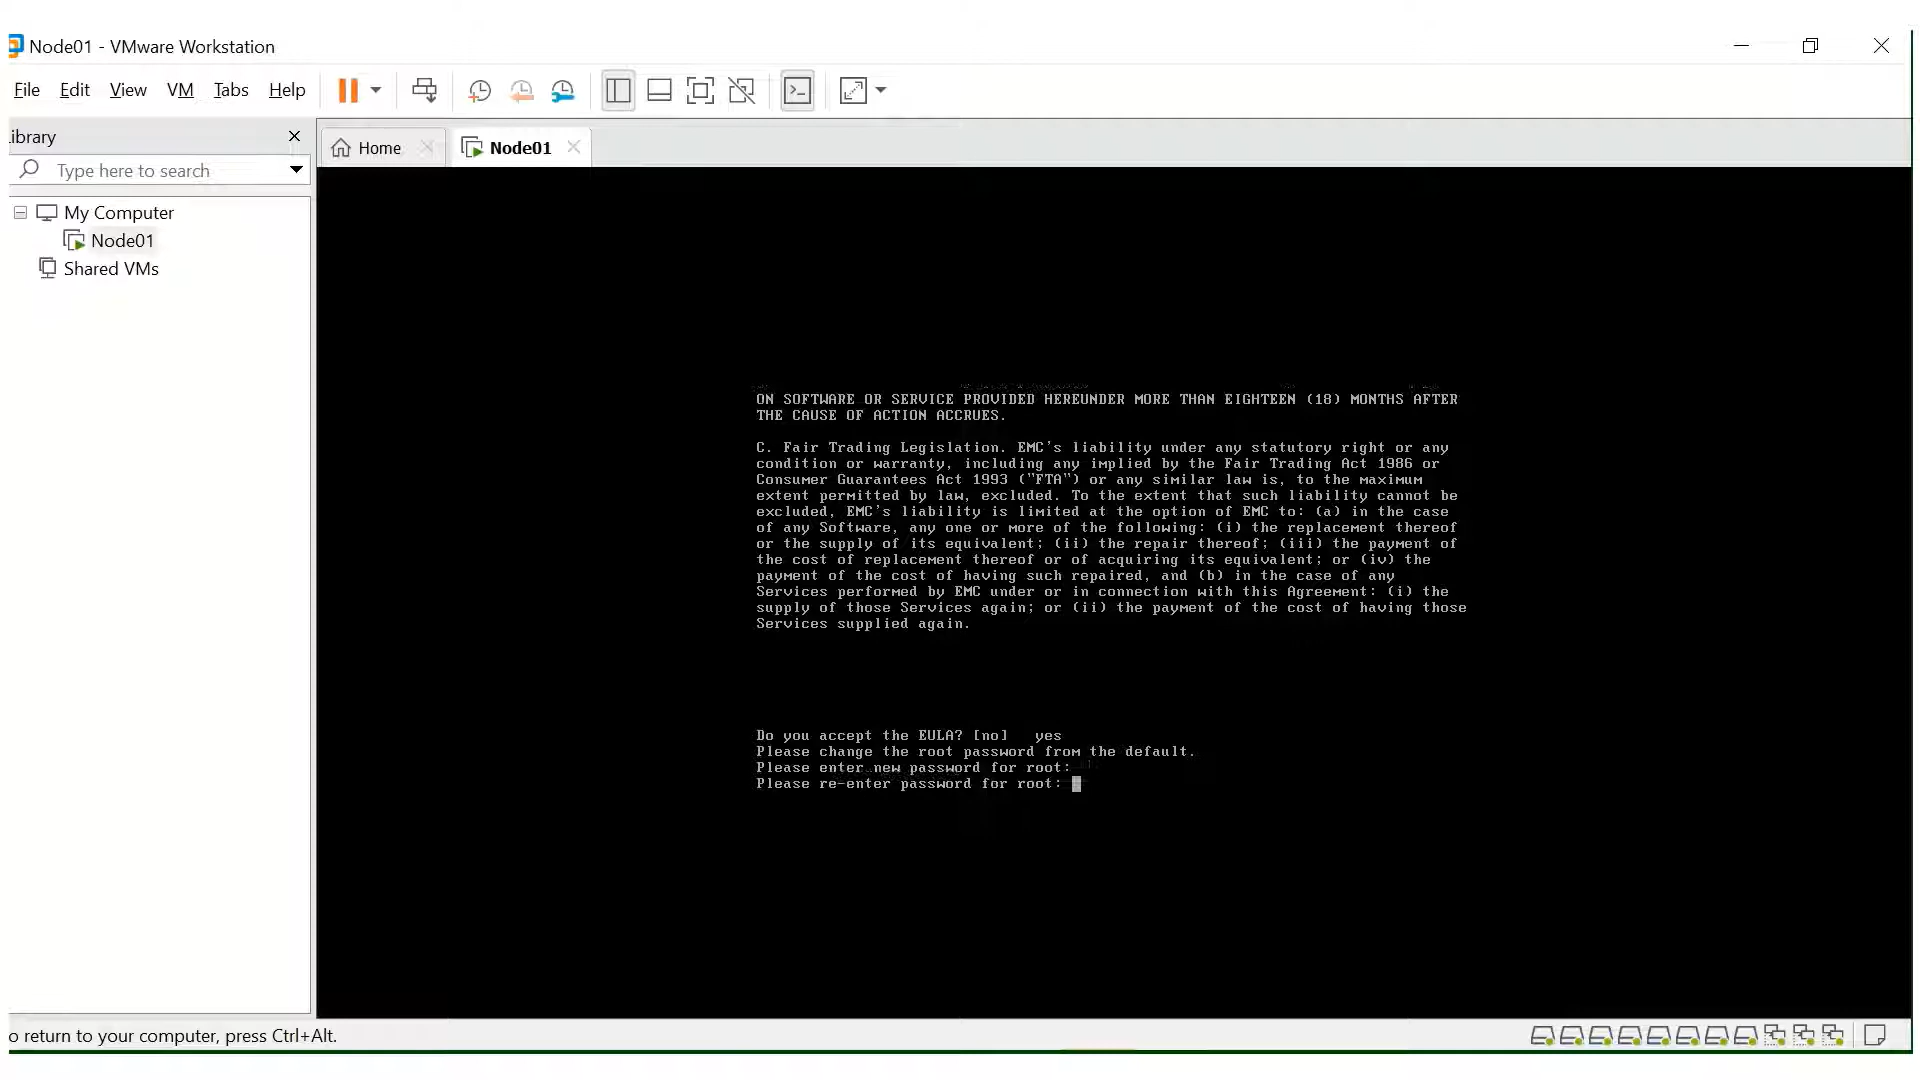 Node01 - VMware Workstation
File Edit View VM Tabs Help
ibrary
Type here to search
My Computer
Node01
Shared VMs
Home Node01
ON SOFTWARE OR SERVICE PROVIDED HEREUNDER MORE THAN EIGHTEEN (18) MONTHS AFTER
THE CAUSE OF ACTION ACCRUES.
C. Fair Trading Legislation. EMC's liability under any statutory right or any
condition or warranty, including any implied by the Fair Trading Act 1986 or
Consumer Guarantees Act 1993 ("FTA") or any similar law is, to the maximum
extent permitted by law, excluded. To the extent that such liability cannot be
excluded, EMC's liability is limited at the option of EMC to: (a) in the case
of any Software, any one or more of the following: (i) the replacement thereof
or the supply of its equivalent; (ii) the repair thereof; (iii) the payment of
the cost of replacement thereof or of acquiring its equivalent; or (iv) the
payment of the cost of having such repaired, and (b) in the case of any
Services performed by EMC under or in connection with this Agreement: (i) the
supply of those Services again; or (ii) the payment of the cost of having those
Services supplied again.
Do you accept the EULA? [no] yes
Please change the root password from the default.
Please enter new password for root:
Please re-enter password for root:
o return to your computer, press Ctrl+Alt.